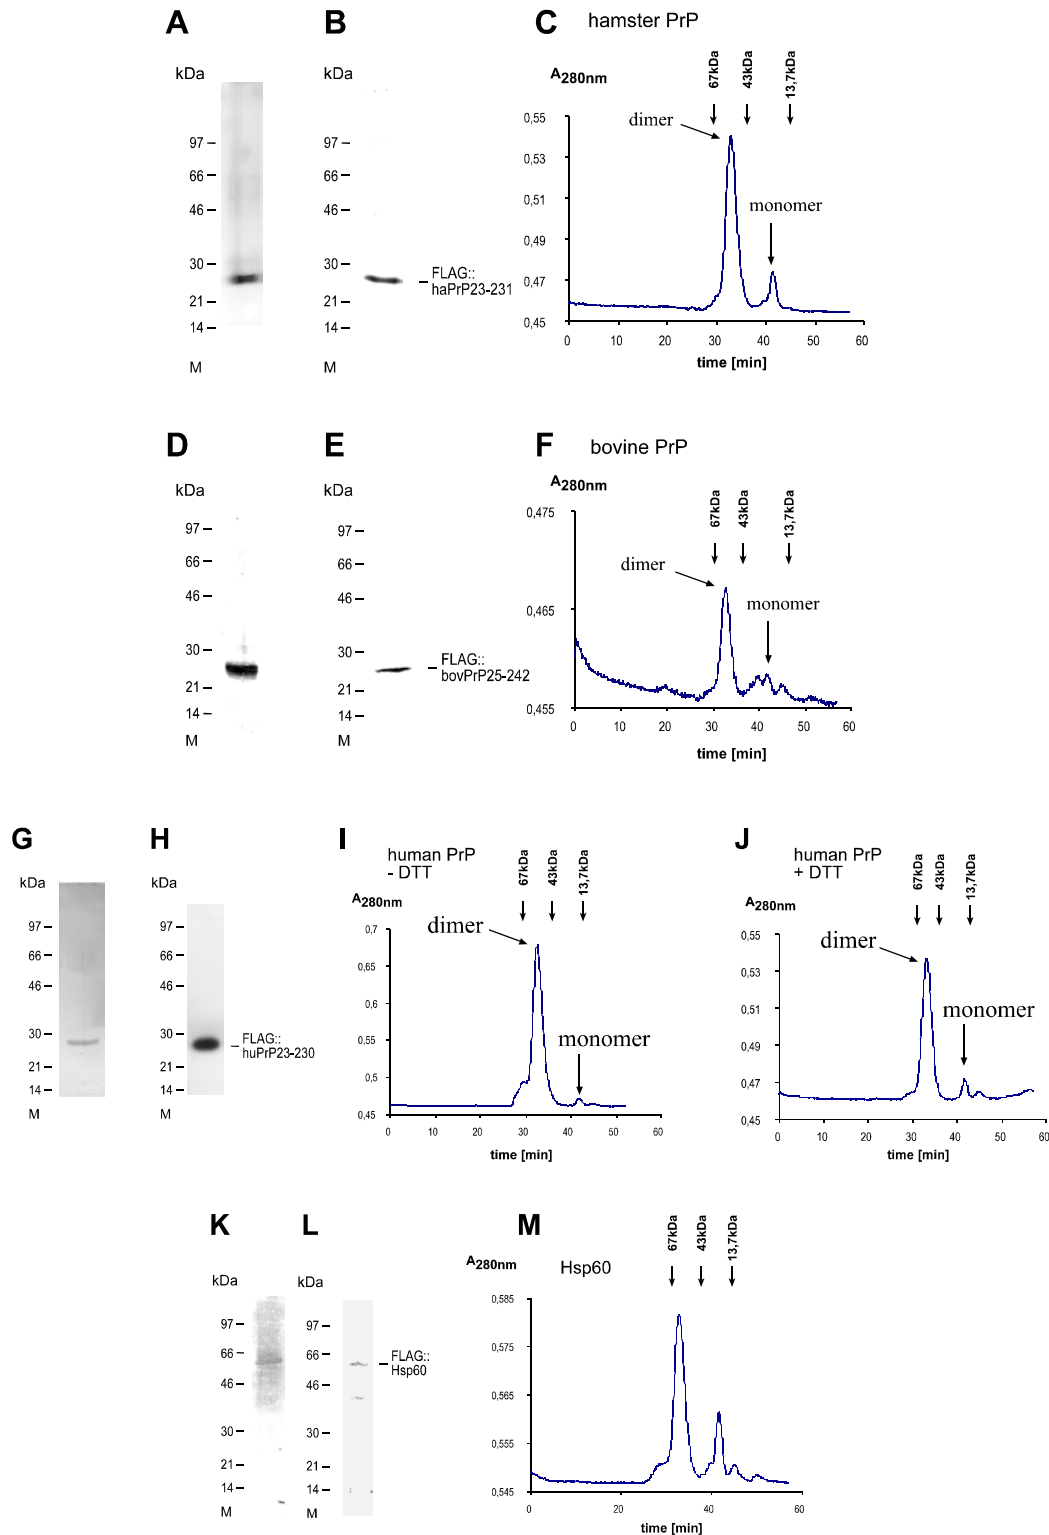 A
B
C
hamster PrP
kDa
97
66
46
30
21
14
M
kDa
97
66
46
30
21
14
M
FLAG::
haPrP23-231
A280nm
67kDa
43kDa
13,7kDa
dimer
monomer
0,55
0,53
0,51
0,49
0,47
0,45
0 10 20 30 40 50 60
time [min]
D
E
F
bovine PrP
kDa
97
66
46
30
21
14
M
kDa
97
66
46
30
21
14
M
FLAG::
bovPrP25-242
A280nm
67kDa
43kDa
13,7kDa
dimer
monomer
0,475
0,465
0,455
0 10 20 30 40 50 60
time [min]
G
H
I
J
kDa
97
66
46
30
21
14
M
kDa
97
66
46
30
21
14
M
FLAG::
huPrP23-230
human PrP
- DTT
A280nm
67kDa
43kDa
13,7kDa
dimer
monomer
0,7
0,65
0,6
0,55
0,5
0,45
0 10 20 30 40 50 60
time [min]
human PrP
+ DTT
A280nm
67kDa
43kDa
13,7kDa
dimer
monomer
0,55
0,53
0,51
0,49
0,47
0,45
0 10 20 30 40 50 60
time [min]
K
L
M
kDa
97
66
46
30
21
14
M
kDa
97
66
46
30
21
14
M
FLAG::
Hsp60
A280nm
Hsp60
67kDa
43kDa
13,7kDa
0,585
0,575
0,565
0,555
0,545
0 20 40 60
time [min]